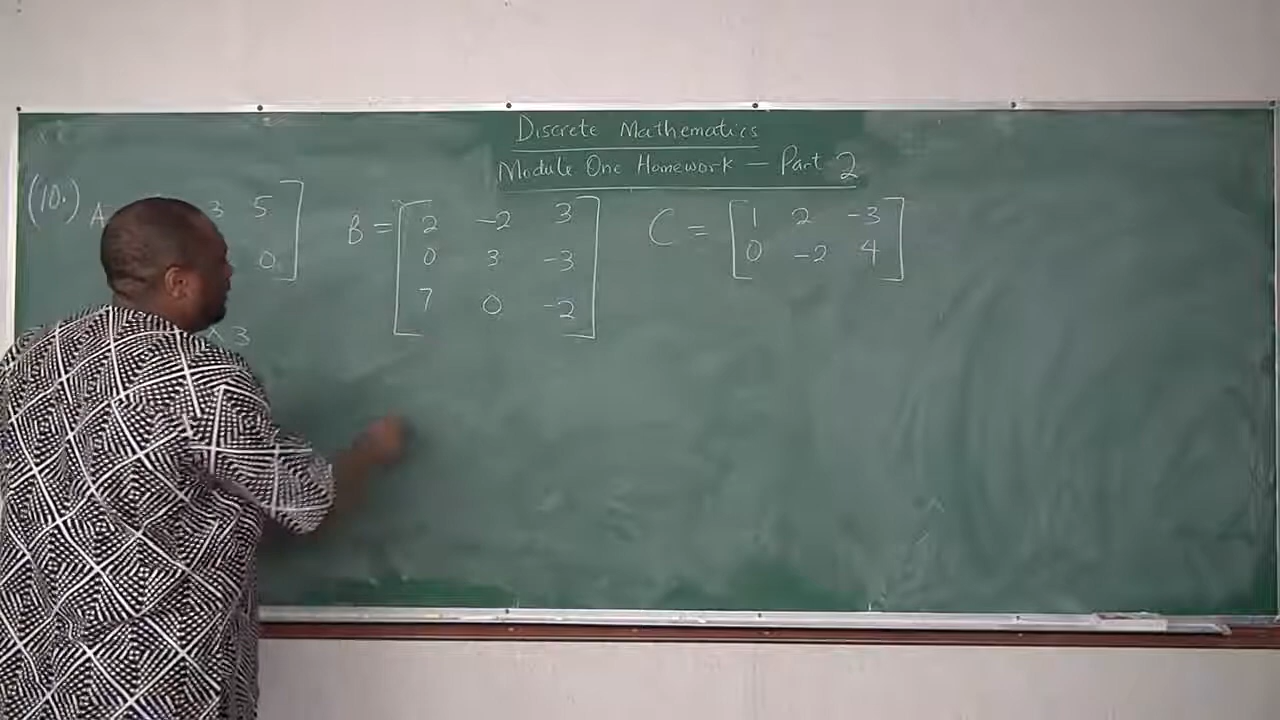 Discrete Mathematics
Module One Homework — Part 2
(10.) A 3 5 B = 2 -2 3 C = 1 2 -3
0 0 3 -3 0 -2 4
7 0 -2
× 3